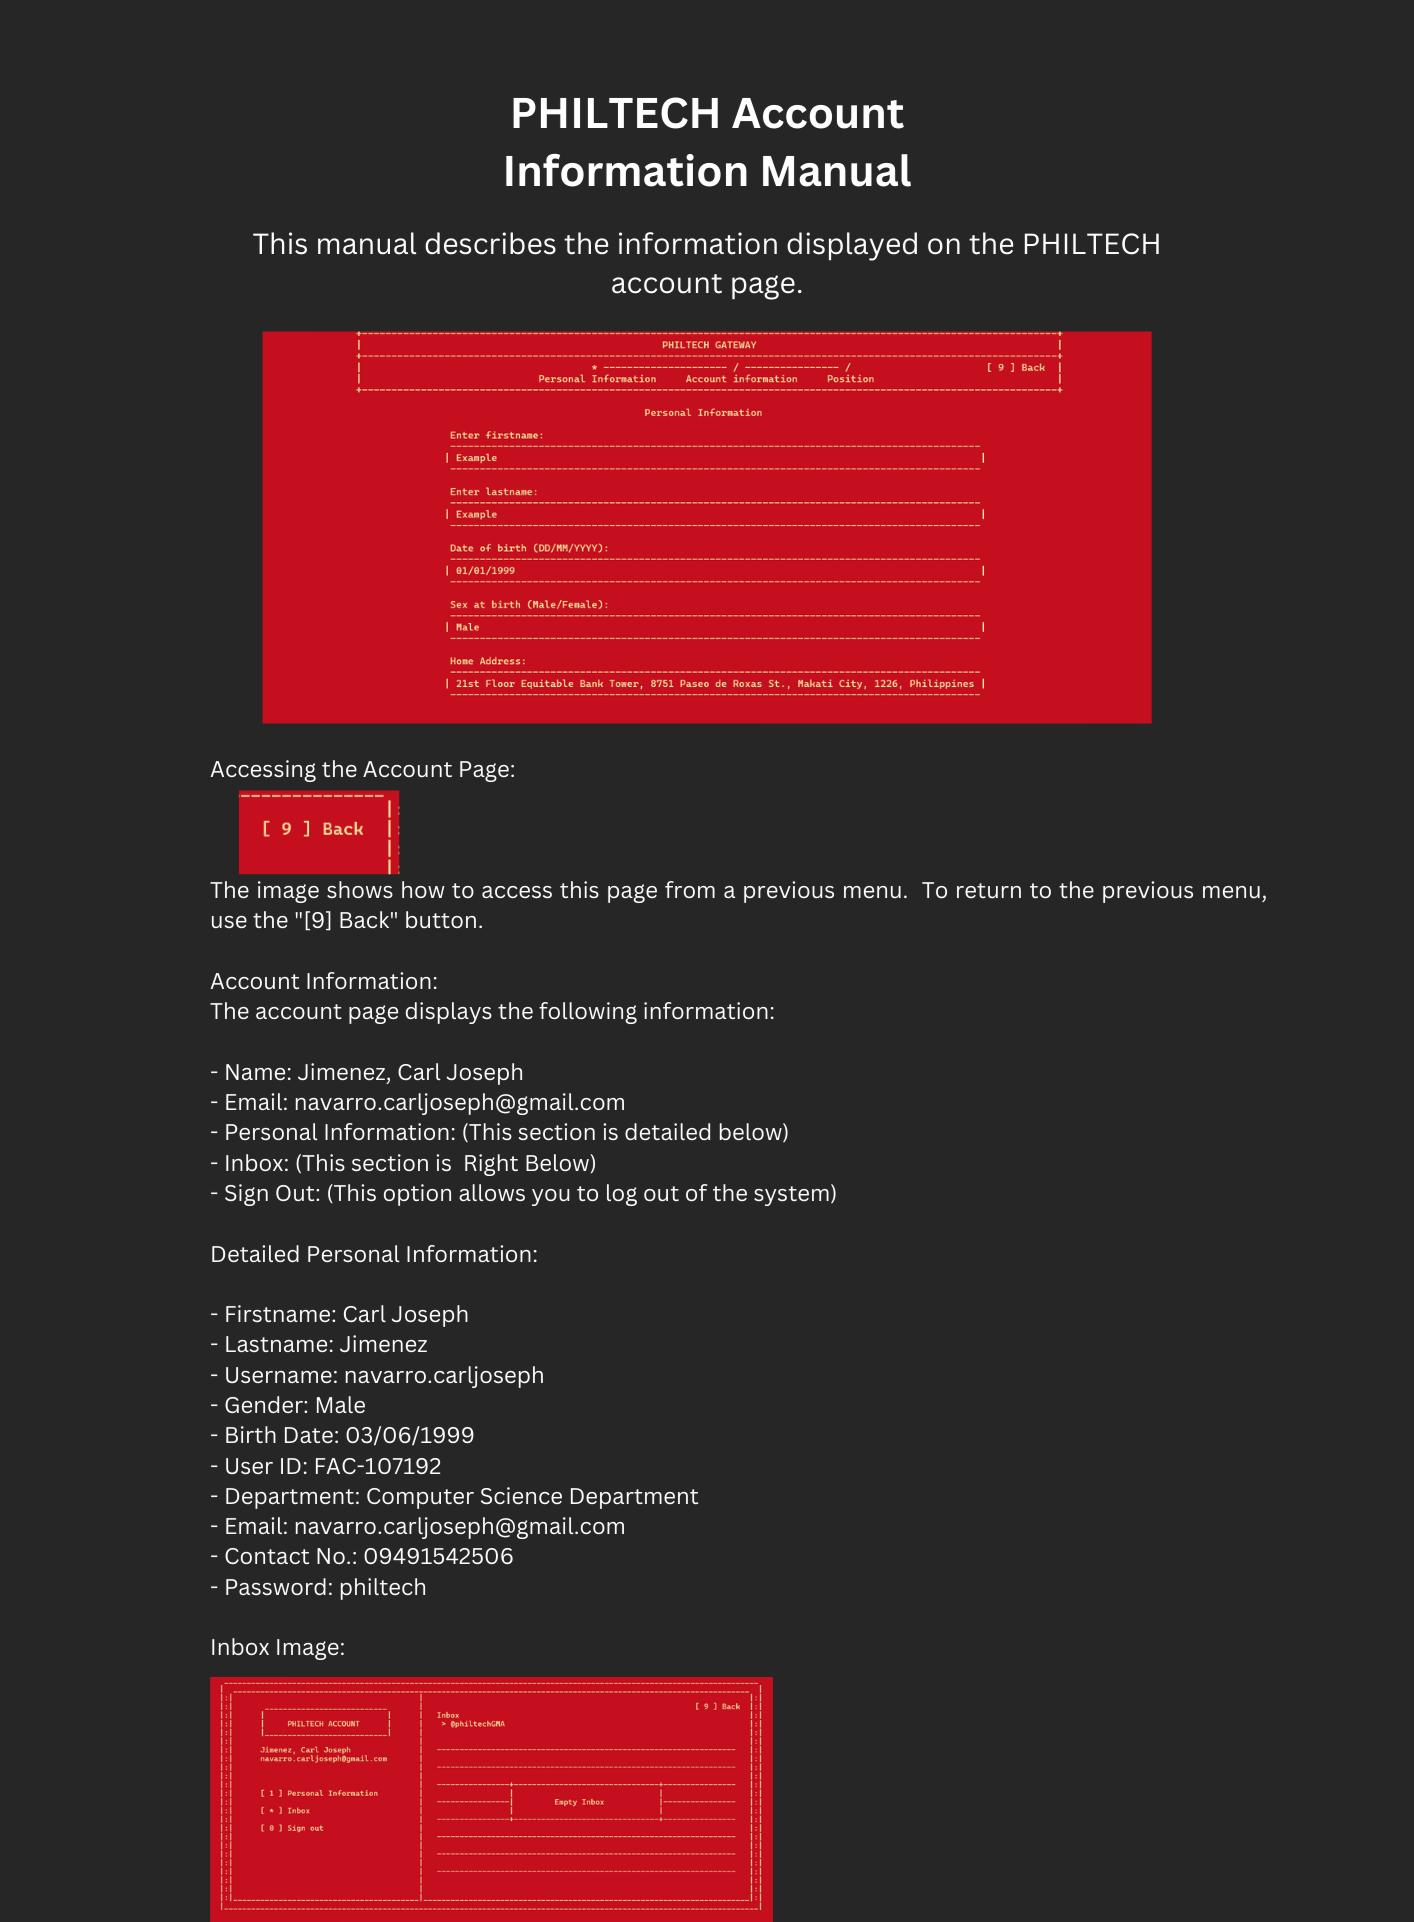 PHILTECH Account
Information Manual
This manual describes the information displayed on the PHILTECH
account page.
PHILTECH GATEWAY
* --------------------- / ---------------- / [ 9 ] Back
Personal Information Account information Position
Personal Information
Enter firstname:
| Example |
Enter lastname:
| Example |
Date of birth (DD/MM/YYYY):
| 01/01/1999 |
Sex at birth (Male/Female):
| Male |
Home Address:
| 21st Floor Equitable Bank Tower, 8751 Paseo de Roxas St., Makati City, 1226, Philippines |
Accessing the Account Page:
[ 9 ] Back
The image shows how to access this page from a previous menu.  To return to the previous menu,
use the "[9] Back" button.
Account Information:
The account page displays the following information:
- Name: Jimenez, Carl Joseph
- Email: navarro.carljoseph@gmail.com
- Personal Information: (This section is detailed below)
- Inbox: (This section is  Right Below)
- Sign Out: (This option allows you to log out of the system)
Detailed Personal Information:
- Firstname: Carl Joseph
- Lastname: Jimenez
- Username: navarro.carljoseph
- Gender: Male
- Birth Date: 03/06/1999
- User ID: FAC-107192
- Department: Computer Science Department
- Email: navarro.carljoseph@gmail.com
- Contact No.: 09491542506
- Password: philtech
Inbox Image:
PHILTECH ACCOUNT
Jimenez, Carl Joseph
navarro.carljoseph@gmail.com
[ 1 ] Personal Information
[ * ] Inbox
[ 0 ] Sign out
[ 9 ] Back
Inbox
> @philtechGMA
Empty Inbox